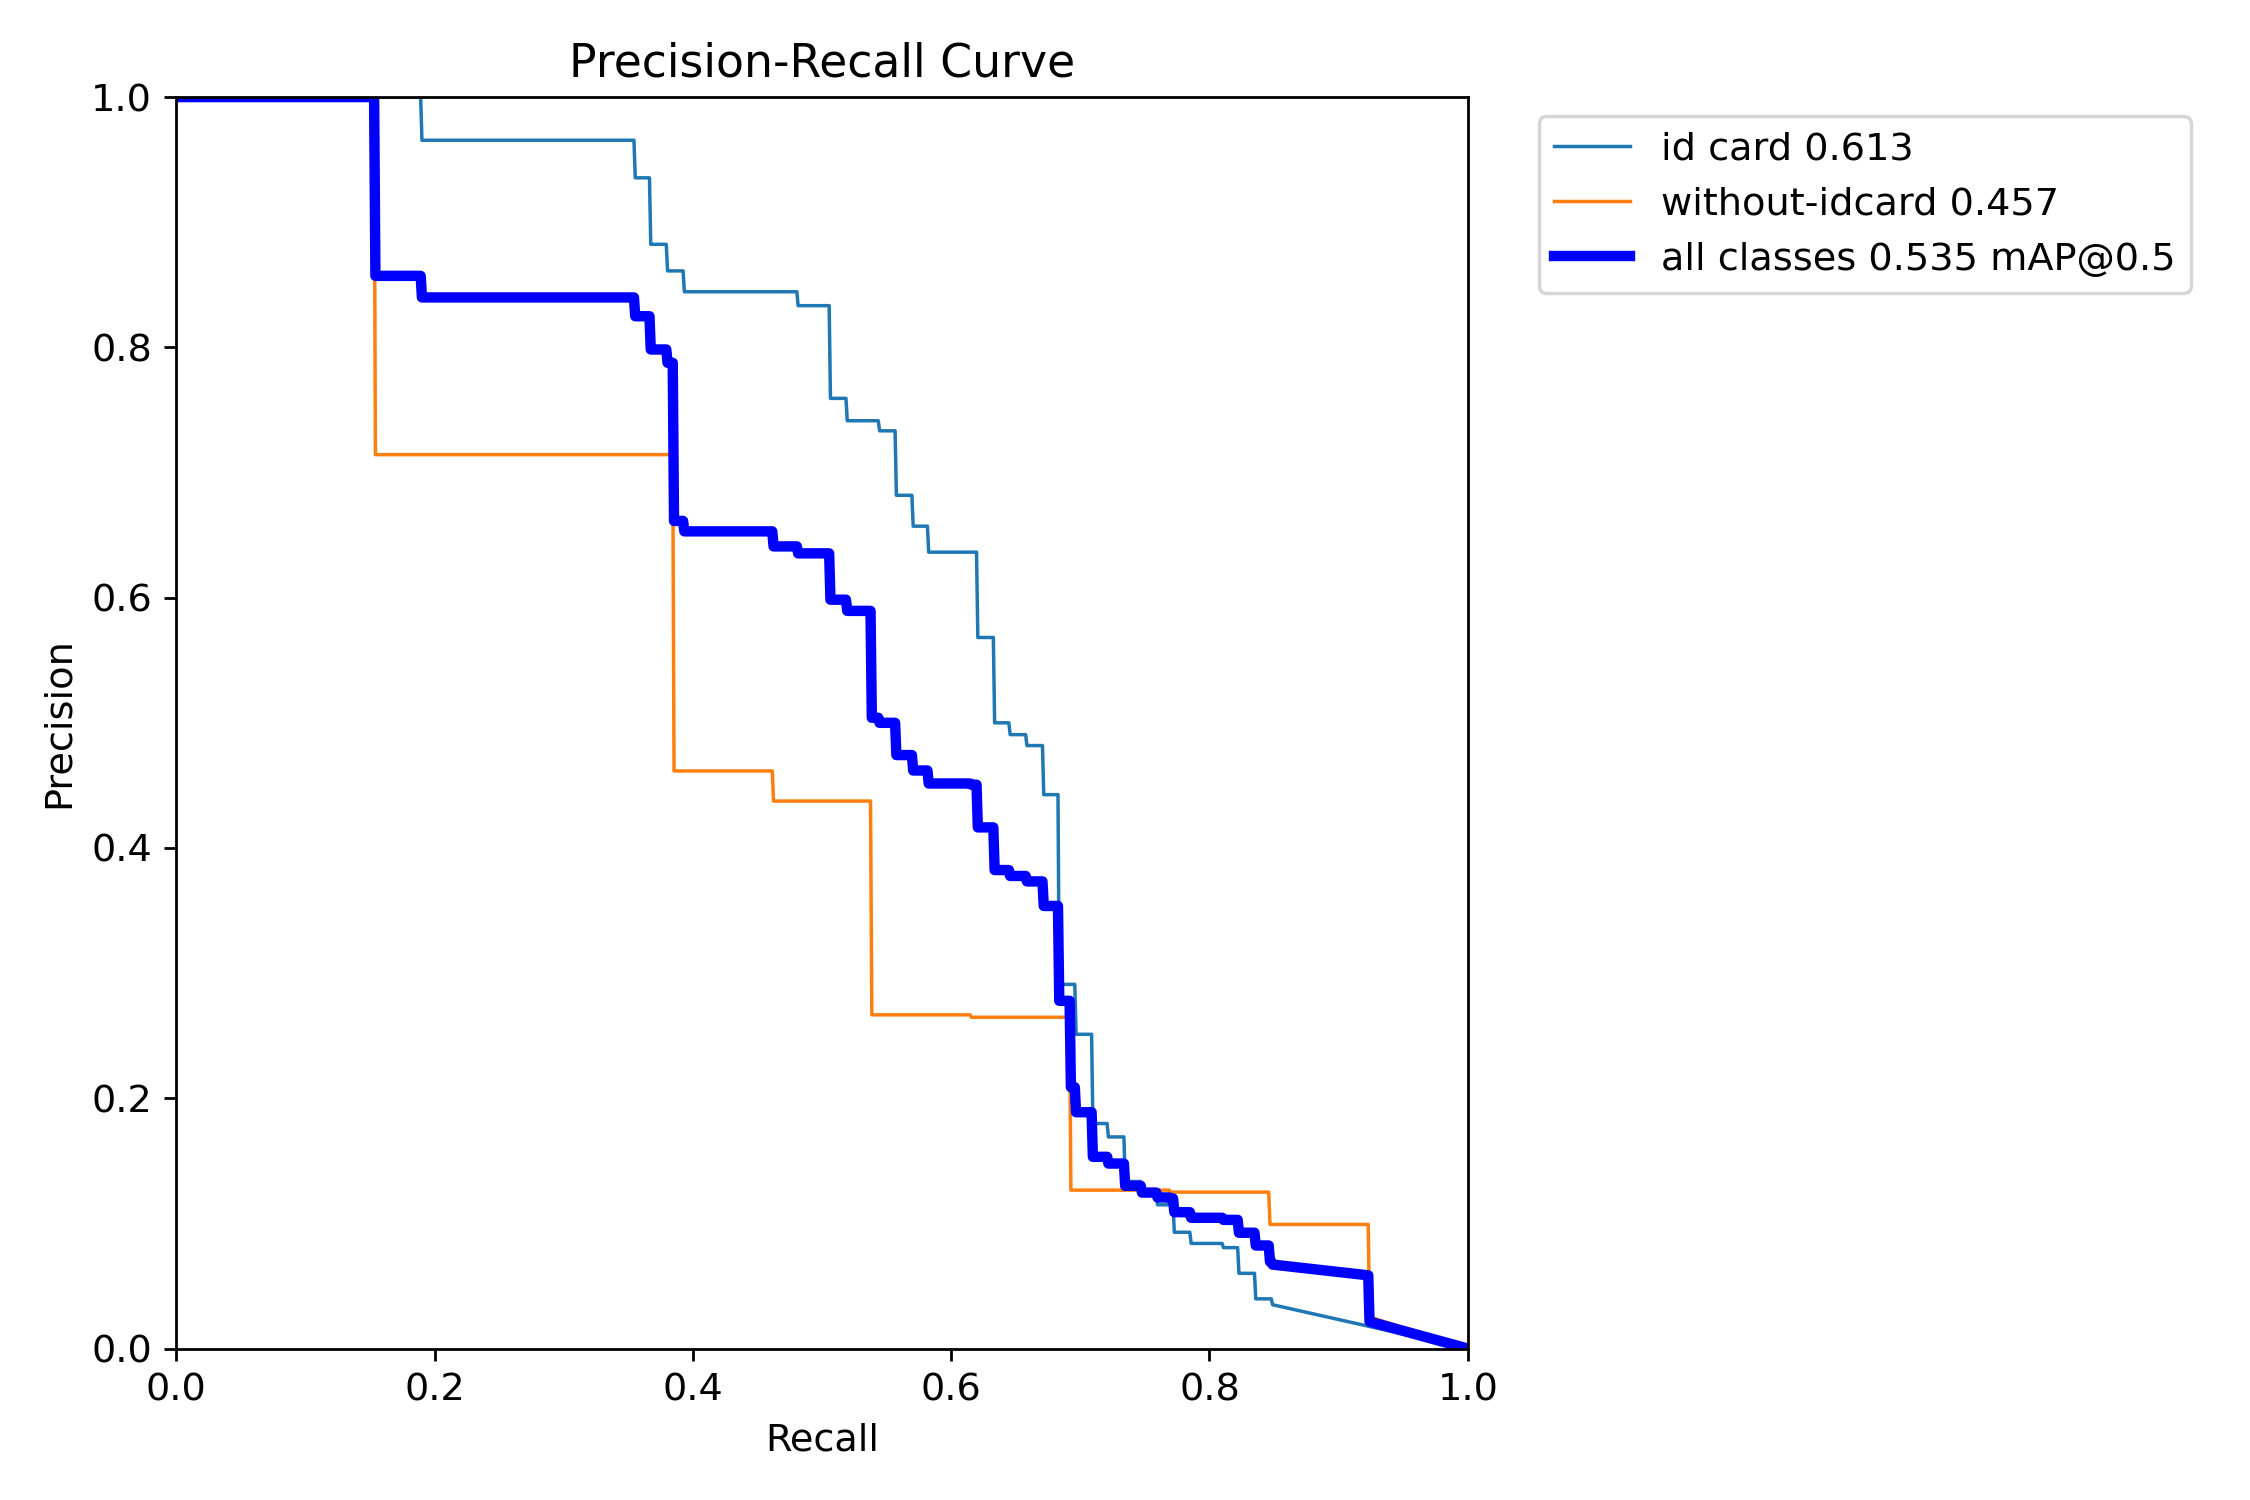 Precision-Recall Curve
1.0
0.8
0.6
0.4
0.2
0.0
Precision
0.0 0.2 0.4 0.6 0.8 1.0
Recall
id card 0.613
without-idcard 0.457
all classes 0.535 mAP@0.5